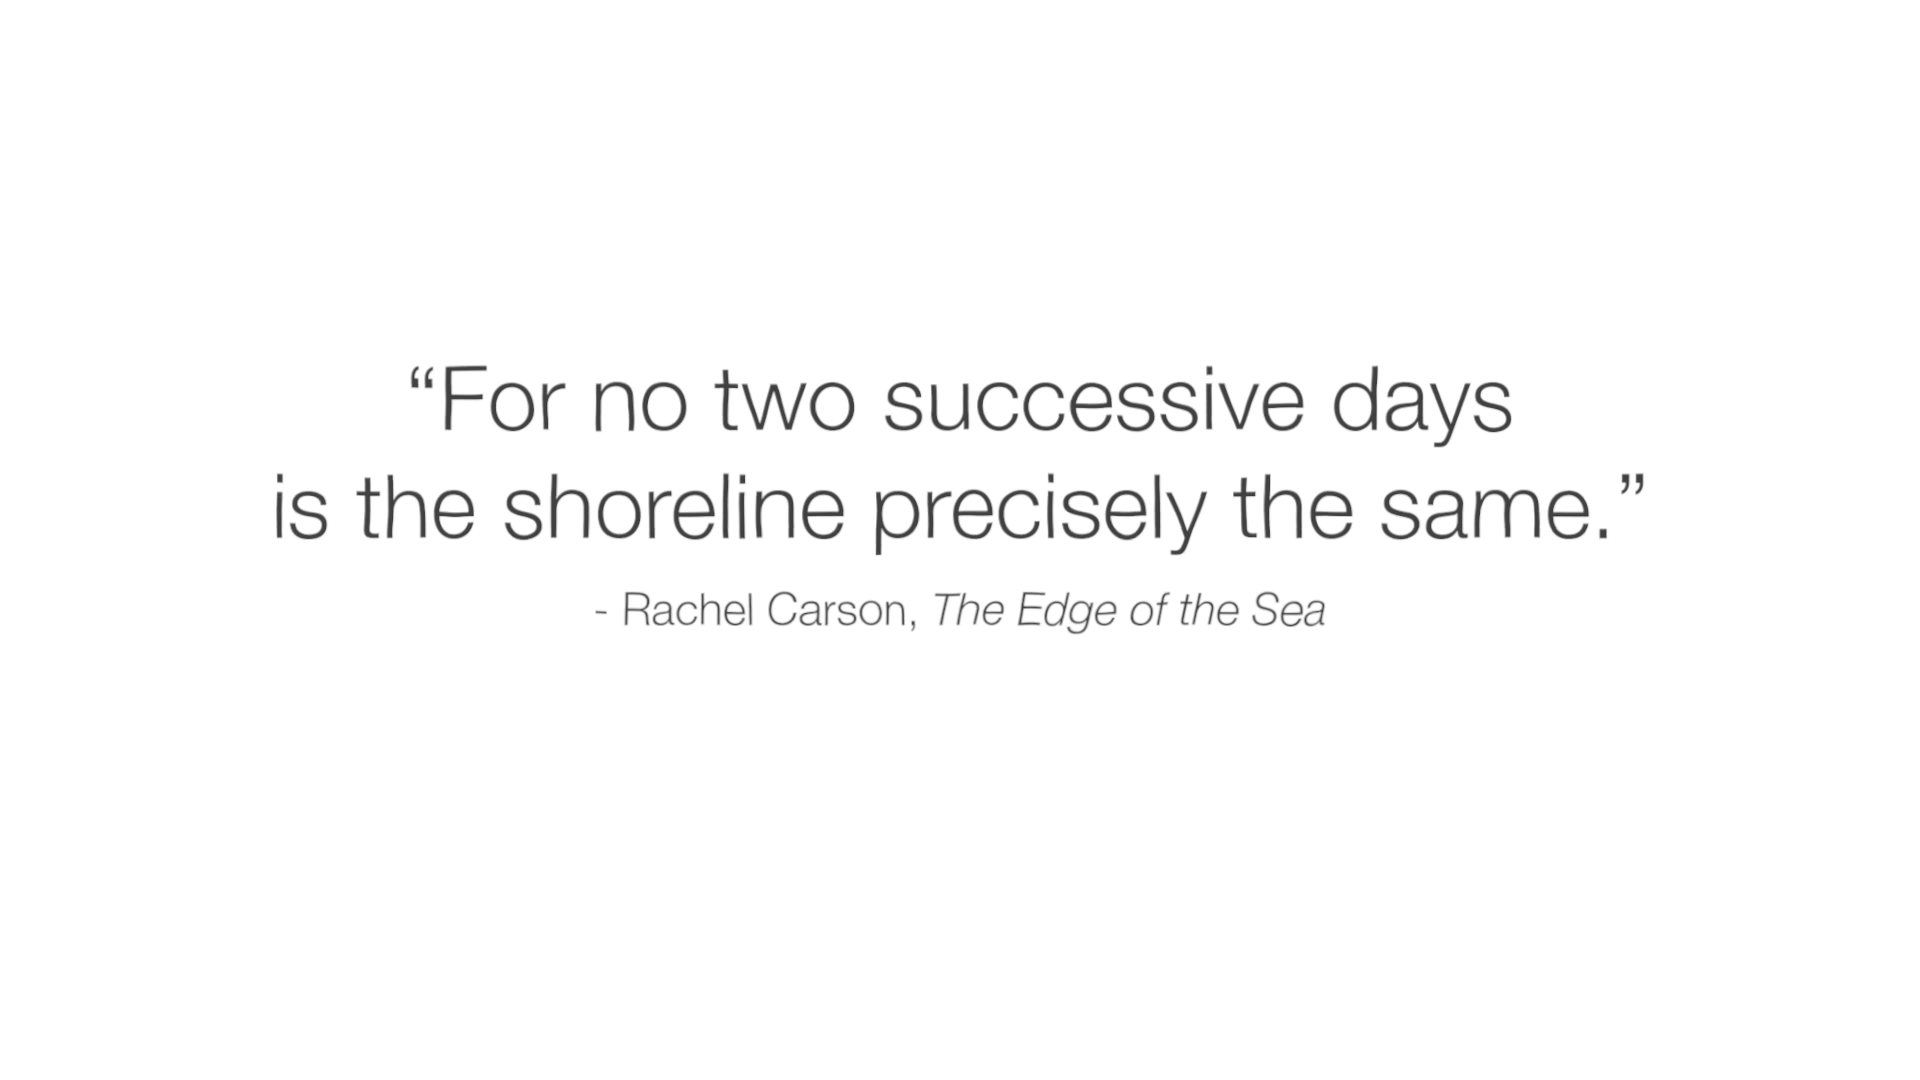 “For no two successive days
is the shoreline precisely the same.”
- Rachel Carson, The Edge of the Sea